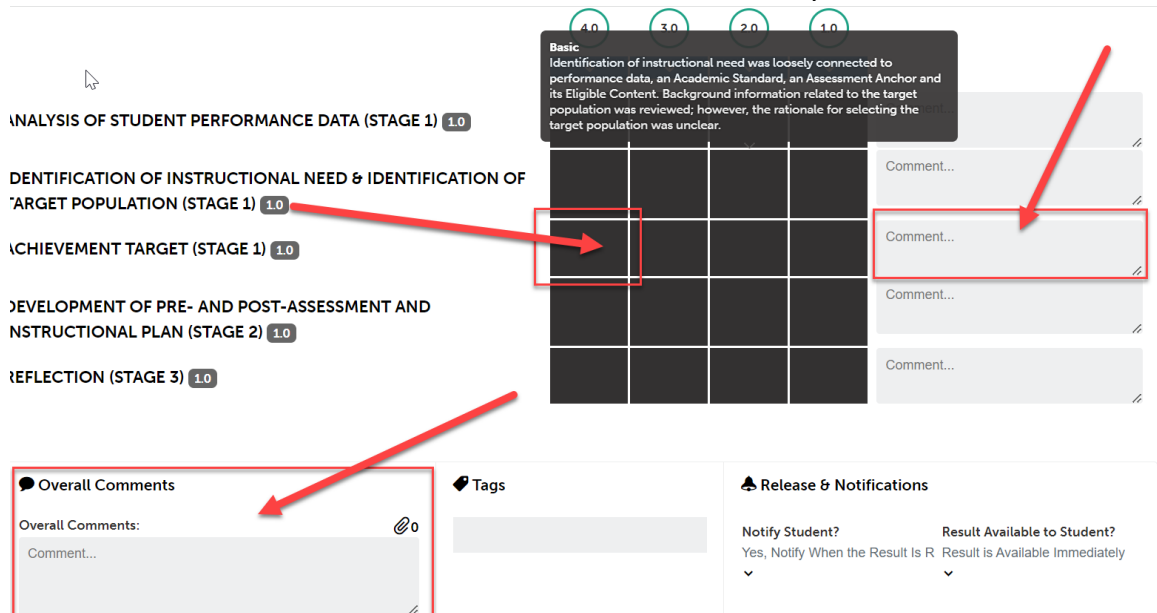 4.0 3.0 2.0 1.0
Basic
Identification of instructional need was loosely connected to
performance data, an Academic Standard, an Assessment Anchor and
its Eligible Content. Background information related to the target
population was reviewed; however, the rationale for selecting the
target population was unclear.
ANALYSIS OF STUDENT PERFORMANCE DATA (STAGE 1) 1.0
IDENTIFICATION OF INSTRUCTIONAL NEED & IDENTIFICATION OF
TARGET POPULATION (STAGE 1) 1.0
Comment...
ACHIEVEMENT TARGET (STAGE 1) 1.0
Comment...
DEVELOPMENT OF PRE- AND POST-ASSESSMENT AND
INSTRUCTIONAL PLAN (STAGE 2) 1.0
Comment...
REFLECTION (STAGE 3) 1.0
Comment...
Overall Comments
Overall Comments:
0
Comment...
Tags
Release & Notifications
Notify Student?
Yes, Notify When the Result Is R
Result Available to Student?
Result is Available Immediately